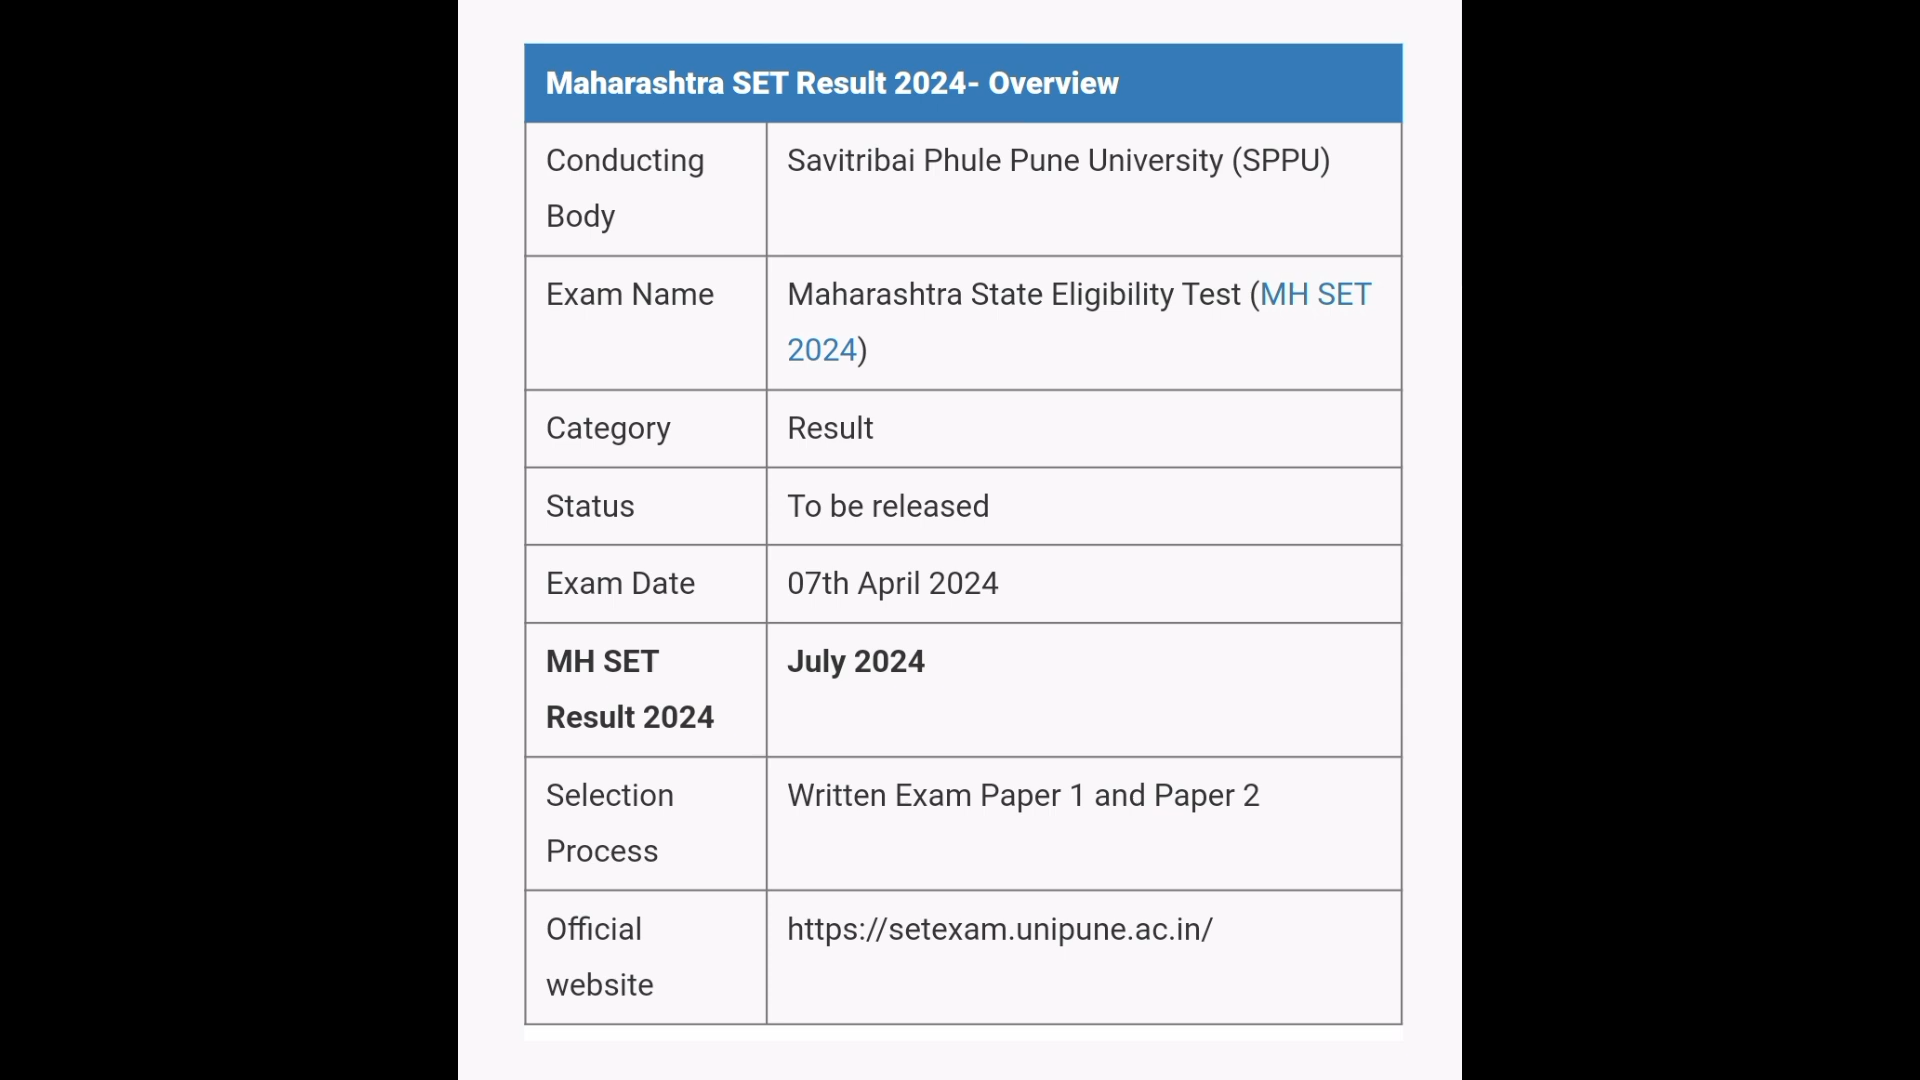 Maharashtra SET Result 2024- Overview
Conducting
Body
Savitribai Phule Pune University (SPPU)
Exam Name
Maharashtra State Eligibility Test (MH SET
2024)
Category
Result
Status
To be released
Exam Date
07th April 2024
MH SET
Result 2024
July 2024
Selection
Process
Written Exam Paper 1 and Paper 2
Official
website
https://setexam.unipune.ac.in/